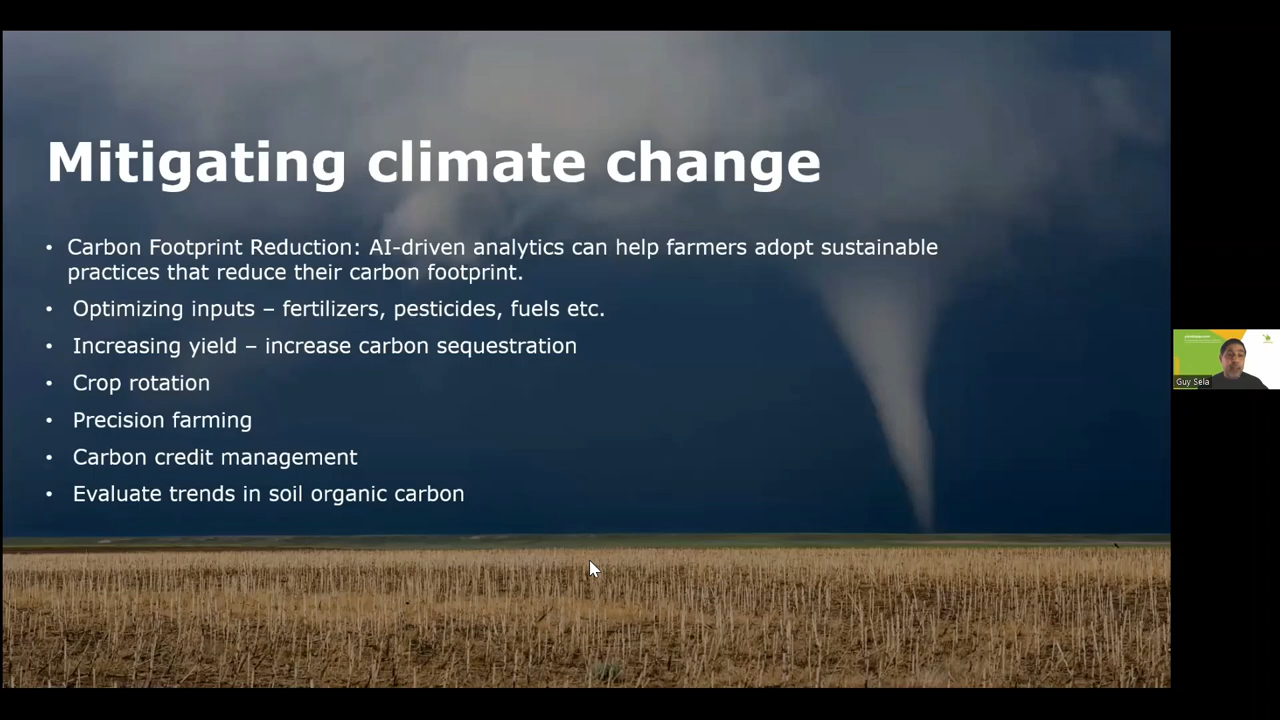 Mitigating climate change
• Carbon Footprint Reduction: AI-driven analytics can help farmers adopt sustainable
practices that reduce their carbon footprint.
• Optimizing inputs – fertilizers, pesticides, fuels etc.
• Increasing yield – increase carbon sequestration
• Crop rotation
• Precision farming
• Carbon credit management
• Evaluate trends in soil organic carbon
Guy Sela